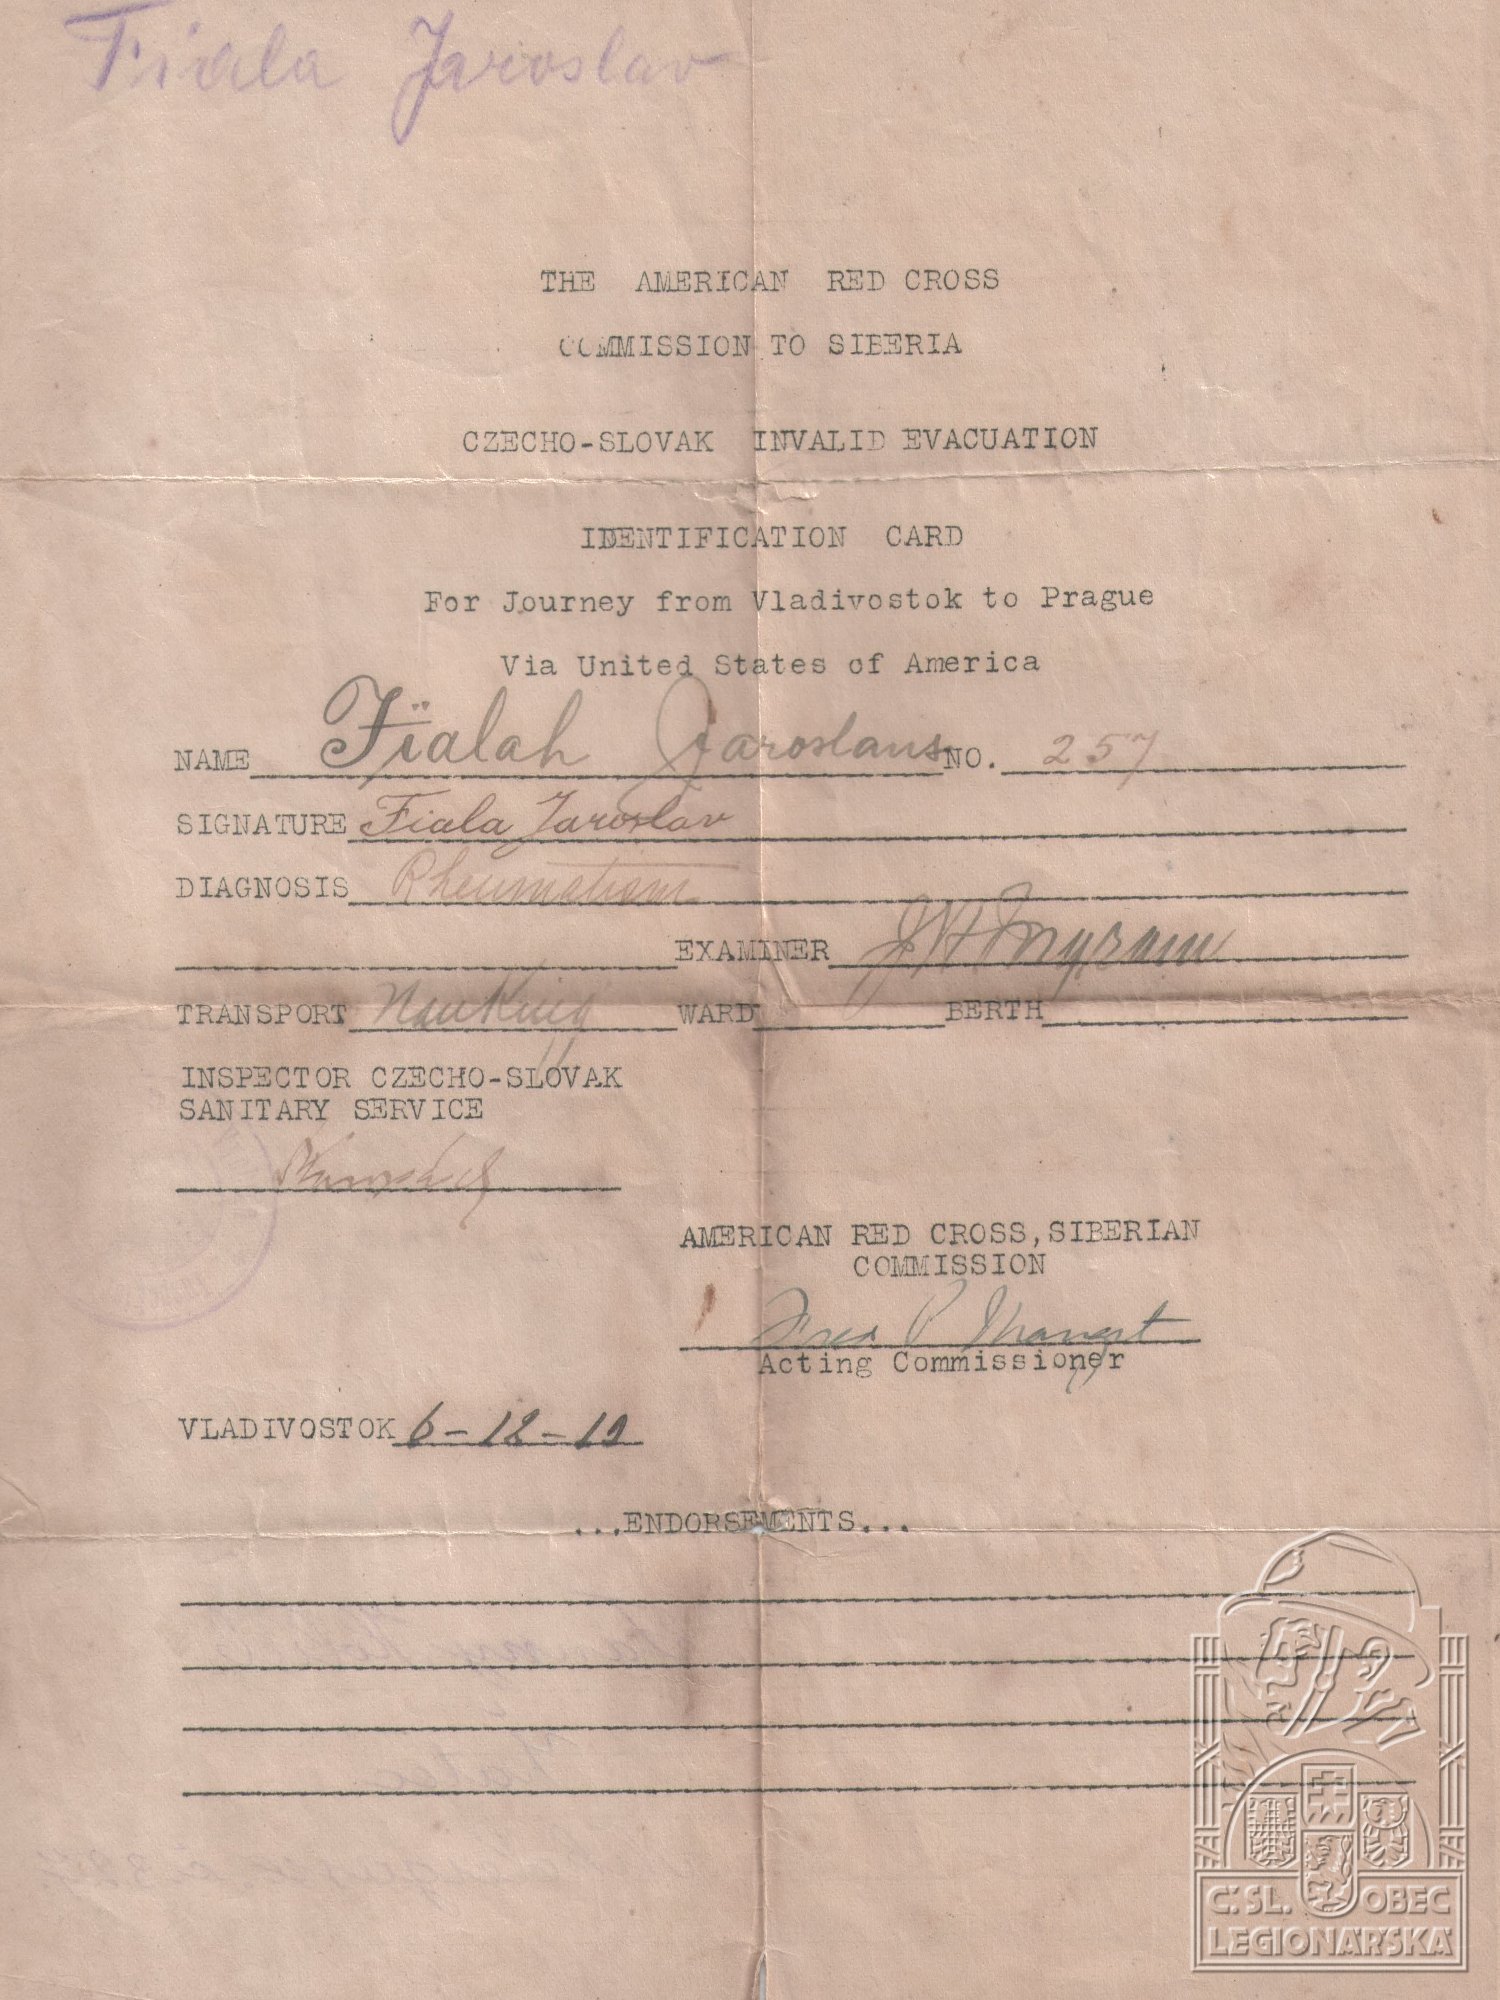 Fiala Jaroslav
THE AMERICAN RED CROSS
COMMISSION TO SIBERIA
CZECHO-SLOVAK INVALID EVACUATION
IDENTIFICATION CARD
For Journey from Vladivostok to Prague
Via United States of America
NAME Fialah Jaroslaus NO. 257
SIGNATURE Fiala Jaroslav
DIAGNOSIS Rheumatism
EXAMINER
TRANSPORT Nanking WARD BERTH
INSPECTOR CZECHO-SLOVAK
SANITARY SERVICE
AMERICAN RED CROSS, SIBERIAN
COMMISSION
Fred P
Acting Commissioner
VLADIVOSTOK 6-12-19
...ENDORSEMENTS...
Č.SL. OBEC
LEGIONÁŘSKÁ